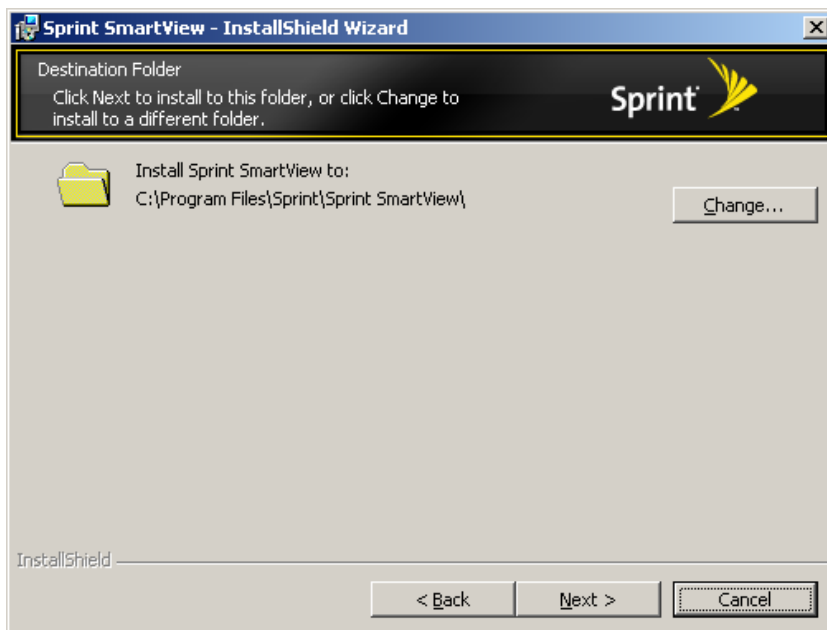 Sprint SmartView - InstallShield Wizard
Destination Folder
Click Next to install to this folder, or click Change to
install to a different folder.
Sprint
Install Sprint SmartView to:
C:\Program Files\Sprint\Sprint SmartView\
Change...
InstallShield
< Back
Next >
Cancel